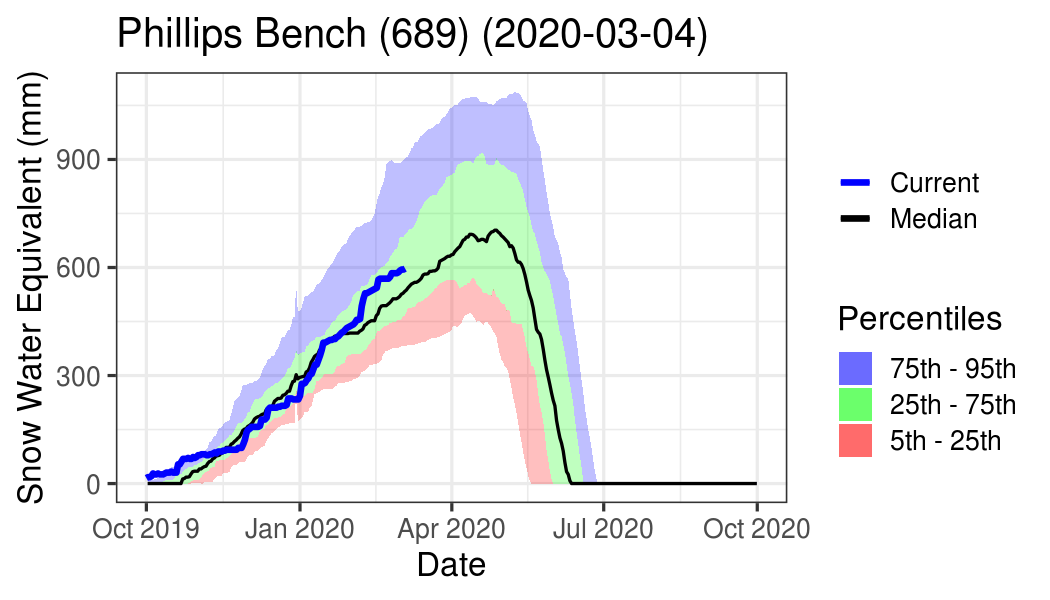 Phillips Bench (689) (2020-03-04)
Snow Water Equivalent (mm)
900
600
300
0
Oct 2019
Jan 2020
Apr 2020
Jul 2020
Oct 2020
Date
Current
Median
Percentiles
75th - 95th
25th - 75th
5th - 25th